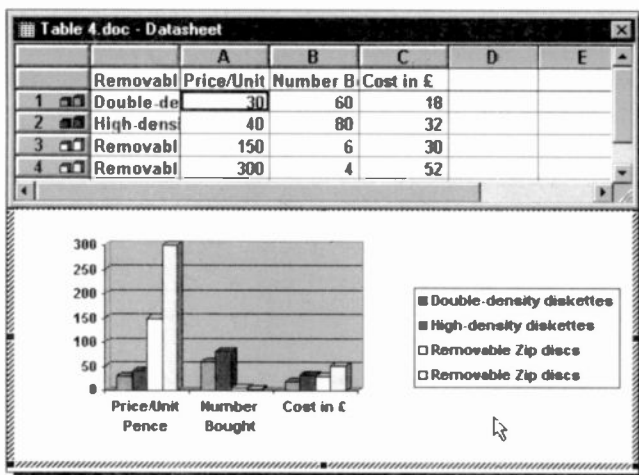 Table 4.doc - Datasheet
A B C D E
Removabl Price/Unit Number B Cost in £
1 Double-de 30 60 18
2 High-densi 40 80 32
3 Removabl 150 6 30
4 Removabl 300 4 52
300
250
200
150
100
50
0
Price/Unit Pence
Number Bought
Cost in £
Double-density diskettes
High-density diskettes
Removable Zip discs
Removable Zip discs